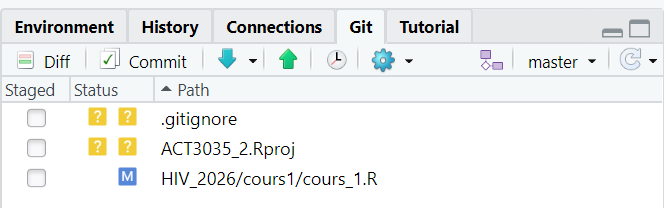 Environment History Connections Git Tutorial
Diff Commit master
Staged Status Path
? ? .gitignore
? ? ACT3035_2.Rproj
M HIV_2026/cours1/cours_1.R